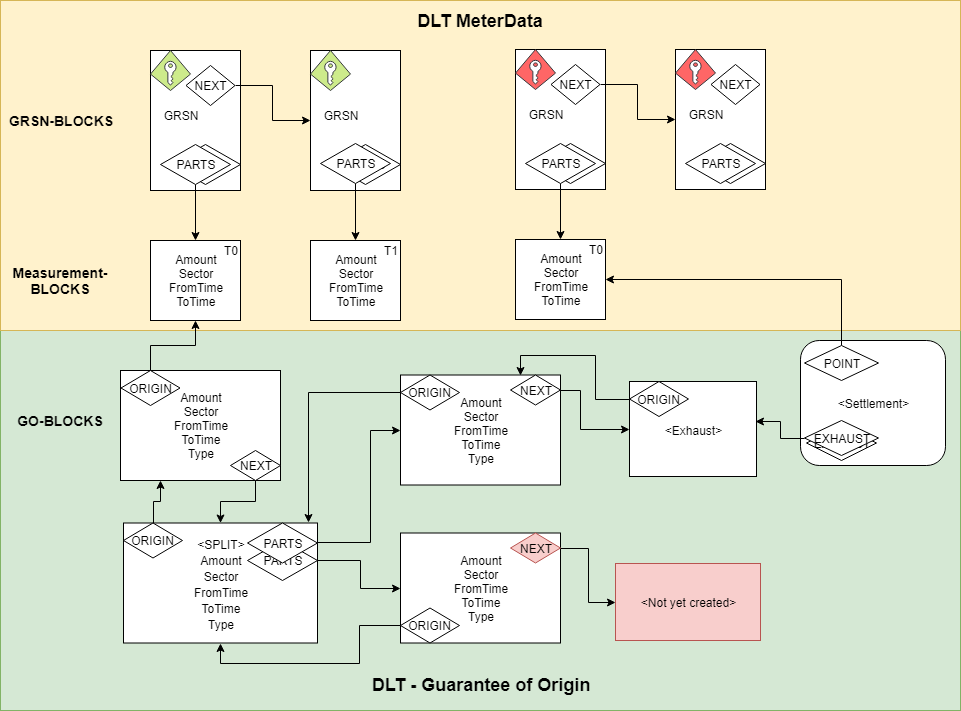 DLT MeterData
GRSN-BLOCKS
NEXT
GRSN
PARTS
GRSN
PARTS
NEXT
GRSN
PARTS
NEXT
GRSN
PARTS
Measurement-
BLOCKS
T0
Amount
Sector
FromTime
ToTime
T1
Amount
Sector
FromTime
ToTime
T0
Amount
Sector
FromTime
ToTime
GO-BLOCKS
ORIGIN
Amount
Sector
FromTime
ToTime
Type
NEXT
ORIGIN
NEXT
Amount
Sector
FromTime
ToTime
Type
ORIGIN
<Exhaust>
POINT
<Settlement>
EXHAUST
ORIGIN
<SPLIT>
PARTS
PARTS
Amount
Sector
FromTime
ToTime
Type
NEXT
Amount
Sector
FromTime
ToTime
Type
ORIGIN
<Not yet created>
DLT - Guarantee of Origin